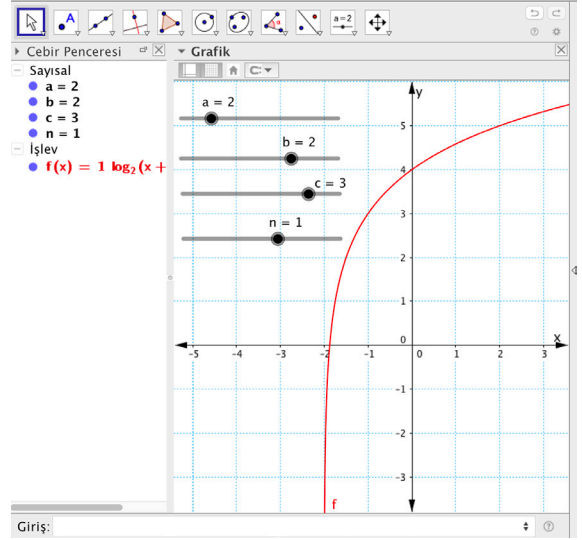 A
a=2
Cebir Penceresi
Grafik
Sayısal
a = 2
b = 2
c = 3
n = 1
İşlev
f(x) = 1 log₂(x +
a = 2
b = 2
c = 3
n = 1
y
5
4
3
2
1
0
x
-5 -4 -3 -2 -1 0 1 2 3
-1
-2
-3
f
Giriş: